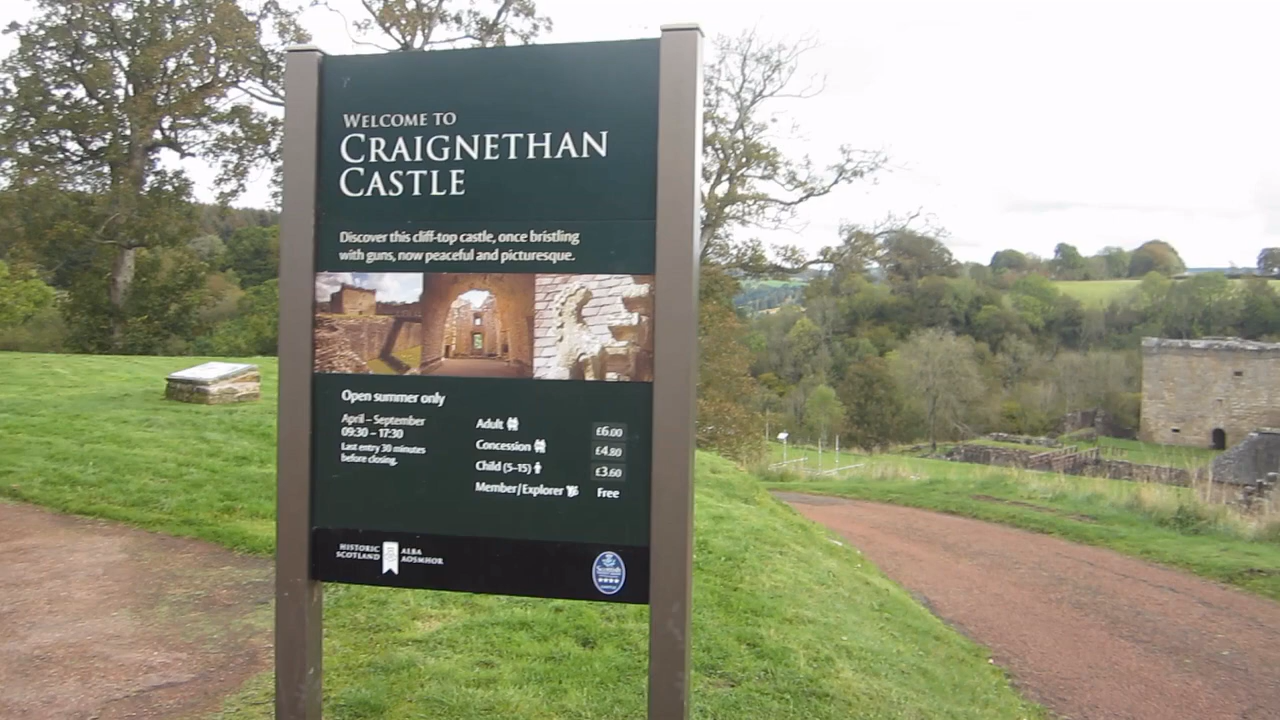 WELCOME TO
CRAIGNETHAN
CASTLE
Discover this cliff-top castle, once bristling
with guns, now peaceful and picturesque.
Open summer only
April – September
09:30 – 17:30
Last entry 30 minutes
before closing.
Adult £6.00
Concession £4.80
Child (5–15) £3.60
Member/Explorer Free
HISTORIC
SCOTLAND
ALBA
AOSMHOR
Scottish